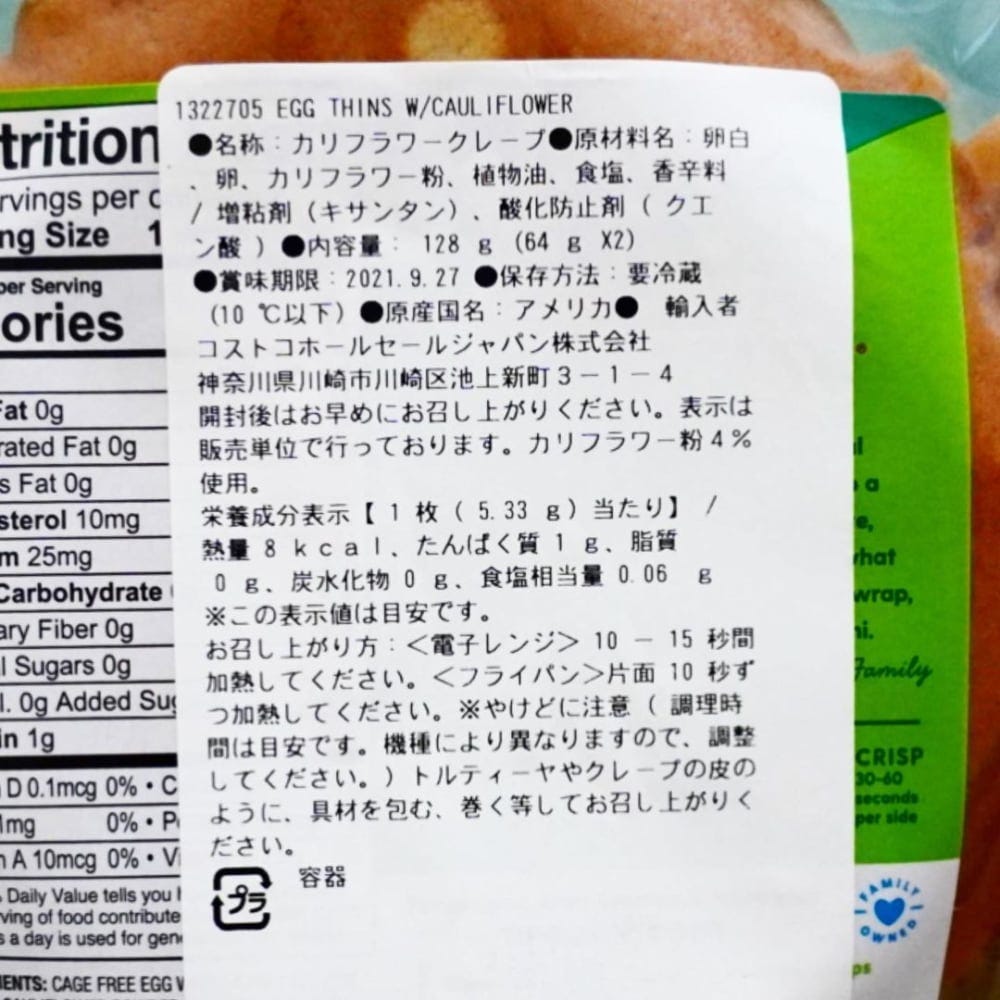 1322705 EGG THINS W/CAULIFLOWER
●名称：カリフラワークレープ●原材料名：卵白
、卵、カリフラワー粉、植物油、食塩、香辛料
/ 増粘剤（キサンタン）、酸化防止剤（ クエ
ン酸 ）●内容量： 128 g (64 g X2)
●賞味期限：2021.9.27 ●保存方法：要冷蔵
(10 ℃以下) ●原産国名：アメリカ● 輸入者
コストコホールセールジャパン株式会社
神奈川県川崎市川崎区池上新町３－１－４
開封後はお早めにお召し上がりください。表示は
販売単位で行っております。カリフラワー粉４％
使用。
栄養成分表示【 1 枚（ 5.33 g）当たり】 /
熱量 8 kcal、たんぱく質 1 g、脂質
0 g、炭水化物 0 g、食塩相当量 0.06 g
※この表示値は目安です。
お召し上がり方：＜電子レンジ＞ 10 － 15 秒間
加熱してください。＜フライパン＞片面 10 秒ず
つ加熱してください。※やけどに注意（ 調理時
間は目安です。機種により異なりますので、調整
してください。）トルティーヤやクレープの皮の
ように、具材を包む、巻く等してお召し上がりく
ださい。
プラ 容器
trition
rvings per c
ng Size 1
per Serving
ories
Fat 0g
rated Fat 0g
s Fat 0g
sterol 10mg
m 25mg
Carbohydrate
ary Fiber 0g
l Sugars 0g
l. 0g Added Sug
in 1g
D 0.1mcg 0% • C
1mg 0% • P
A 10mcg 0% • Vi
Daily Value tells you
ving of food contribute
s a day is used for gen
ENTS: CAGE FREE EGG
a
e,
hat
wrap,
ni.
Family
CRISP
30-60
seconds
per side
FAMILY
OWNED
ps